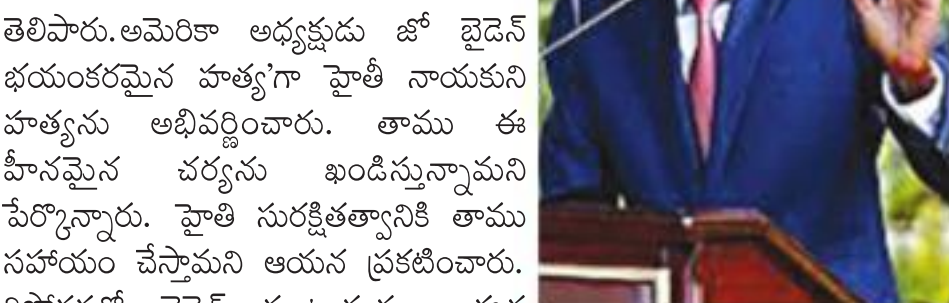 తెలిపారు.అమెరికా అధ్యక్షుడు జో బైడెన్
భయంకరమైన హత్య'గా హైతీ నాయకుని
హత్యను అభివర్ణించారు. తాము ఈ
హీనమైన చర్యను ఖండిస్తున్నామని
పేర్కొన్నారు. హైతి సురక్షితత్వానికి తాము
సహాయం చేస్తామని ఆయన ప్రకటించారు.